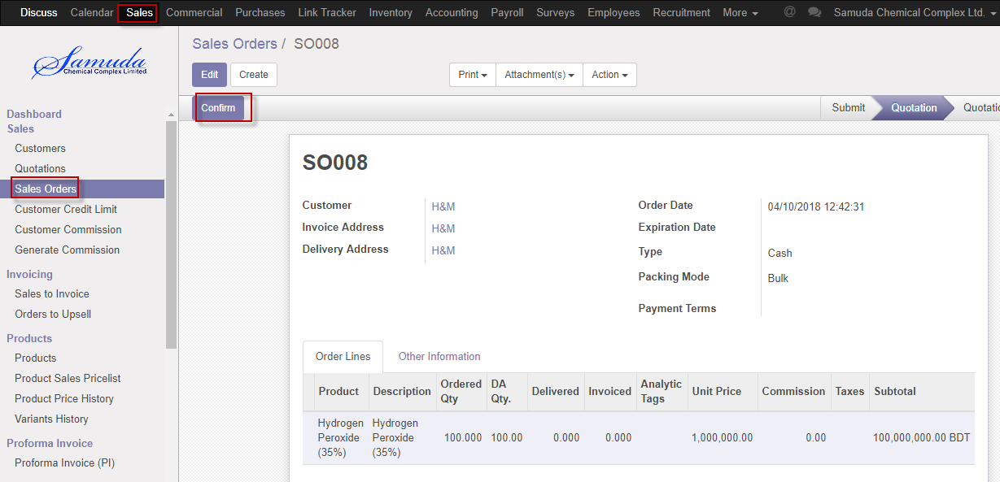 Discuss Calendar Sales Commercial Purchases Link Tracker Inventory Accounting Payroll Surveys Employees Recruitment More @ Samuda Chemical Complex Ltd.
Samuda
Chemical Complex Limited
Dashboard
Sales
Customers
Quotations
Sales Orders
Customer Credit Limit
Customer Commission
Generate Commission
Invoicing
Sales to Invoice
Orders to Upsell
Products
Products
Product Sales Pricelist
Product Price History
Variants History
Proforma Invoice
Proforma Invoice (PI)
Sales Orders / SO008
Edit Create Print Attachment(s) Action
Confirm Submit Quotation Quotatio
SO008
Customer H&M
Invoice Address H&M
Delivery Address H&M
Order Date 04/10/2018 12:42:31
Expiration Date
Type Cash
Packing Mode Bulk
Payment Terms
Order Lines Other Information
Product Description Ordered Qty DA Qty. Delivered Invoiced Analytic Tags Unit Price Commission Taxes Subtotal
Hydrogen Peroxide (35%) Hydrogen Peroxide (35%) 100.000 100.00 0.000 0.000 1,000,000.00 0.00 100,000,000.00 BDT